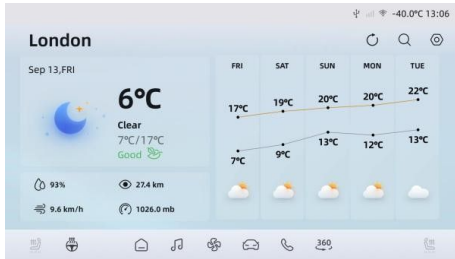 -40.0°C 13:06
London
Sep 13,FRI
6°C
Clear
7°C/17°C
Good
93%
27.4 km
9.6 km/h
1026.0 mb
FRI SAT SUN MON TUE
17°C 19°C 20°C 20°C 22°C
7°C 9°C 13°C 12°C 13°C
360